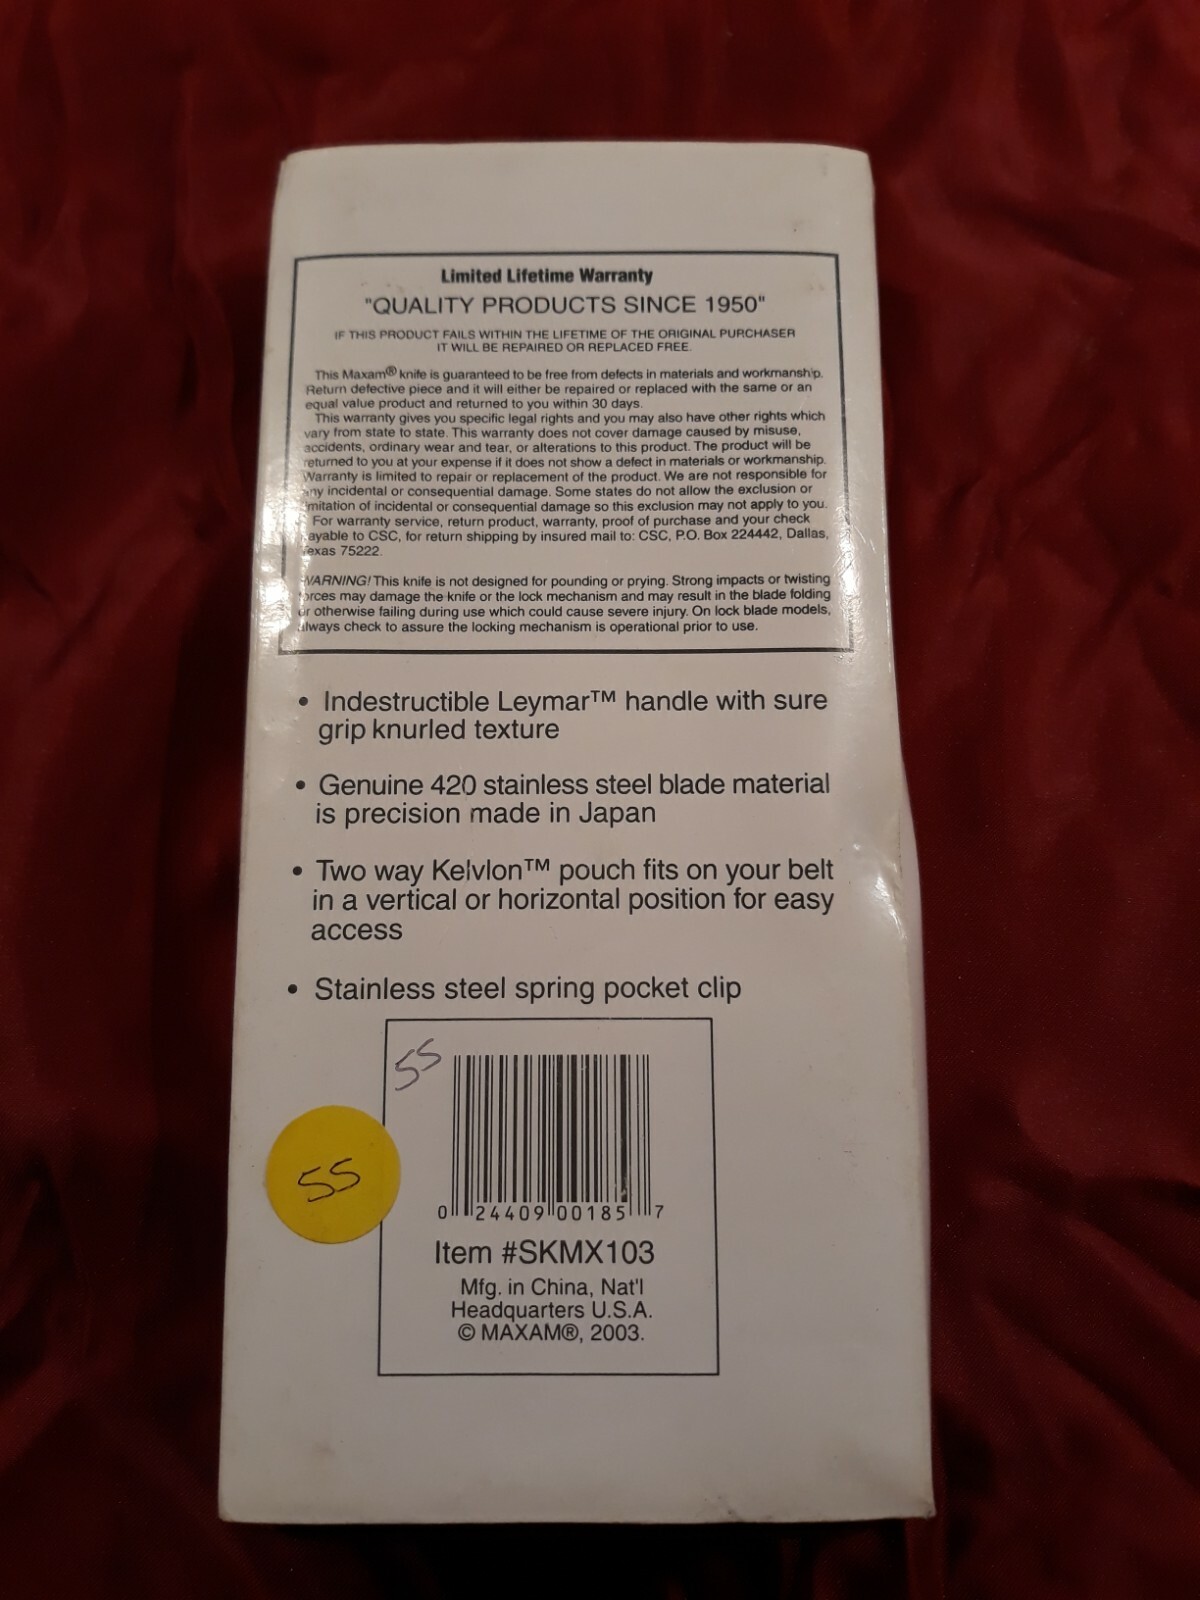 Limited Lifetime Warranty
"QUALITY PRODUCTS SINCE 1950"
IF THIS PRODUCT FAILS WITHIN THE LIFETIME OF THE ORIGINAL PURCHASER
IT WILL BE REPAIRED OR REPLACED FREE.
This Maxam® knife is guaranteed to be free from defects in materials and workmanship.
Return defective piece and it will either be repaired or replaced with the same or an
equal value product and returned to you within 30 days.
This warranty gives you specific legal rights and you may also have other rights which
vary from state to state. This warranty does not cover damage caused by misuse,
accidents, ordinary wear and tear, or alterations to this product. The product will be
returned to you at your expense if it does not show a defect in materials or workmanship.
Warranty is limited to repair or replacement of the product. We are not responsible for
any incidental or consequential damage. Some states do not allow the exclusion or
limitation of incidental or consequential damage so this exclusion may not apply to you.
For warranty service, return product, warranty, proof of purchase and your check
payable to CSC, for return shipping by insured mail to: CSC, P.O. Box 224442, Dallas,
Texas 75222.
WARNING! This knife is not designed for pounding or prying. Strong impacts or twisting
forces may damage the knife or the lock mechanism and may result in the blade folding
or otherwise failing during use which could cause severe injury. On lock blade models,
always check to assure the locking mechanism is operational prior to use.
• Indestructible Leymar™ handle with sure
grip knurled texture
• Genuine 420 stainless steel blade material
is precision made in Japan
• Two way Kelvlon™ pouch fits on your belt
in a vertical or horizontal position for easy
access
• Stainless steel spring pocket clip
55
55
0 24409 00185 7
Item #SKMX103
Mfg. in China, Nat'l
Headquarters U.S.A.
© MAXAM®, 2003.